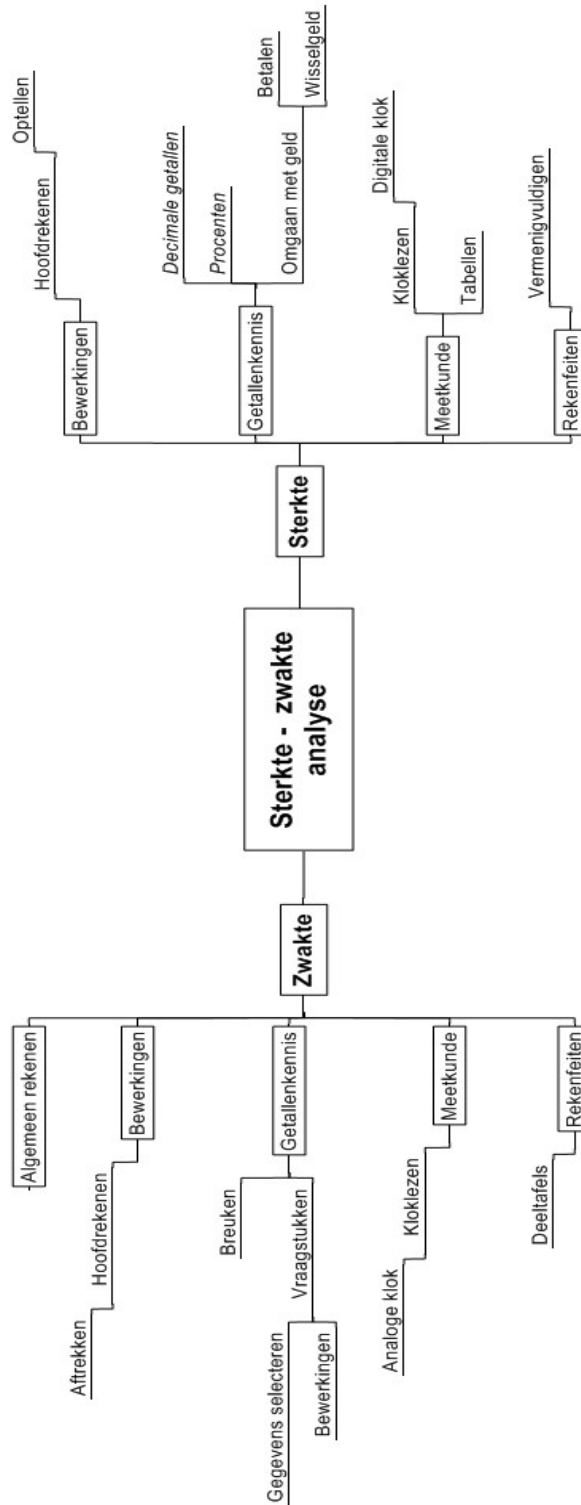 Sterkte - zwakte
analyse
Zwakte
Algemeen rekenen
Bewerkingen
Hoofdrekenen
Aftrekken
Getallenkennis
Breuken
Vraagstukken
Gegevens selecteren
Bewerkingen
Meetkunde
Kloklezen
Analoge klok
Rekenfeiten
Deeltafels
Sterkte
Bewerkingen
Hoofdrekenen
Optellen
Getallenkennis
Decimale getallen
Procenten
Omgaan met geld
Betalen
Wisselgeld
Meetkunde
Kloklezen
Digitale klok
Tabellen
Rekenfeiten
Vermenigvuldigen